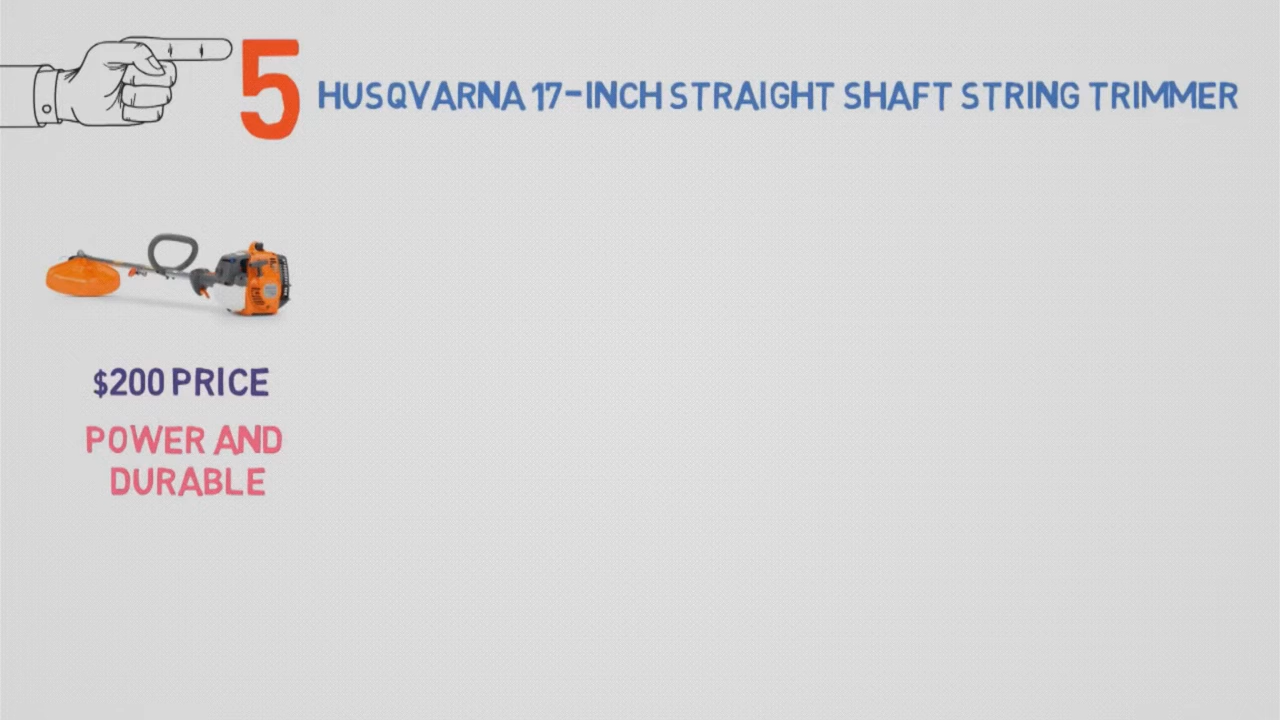 5 HUSQVARNA 17-INCH STRAIGHT SHAFT STRING TRIMMER
$200 PRICE
POWER AND
DURABLE